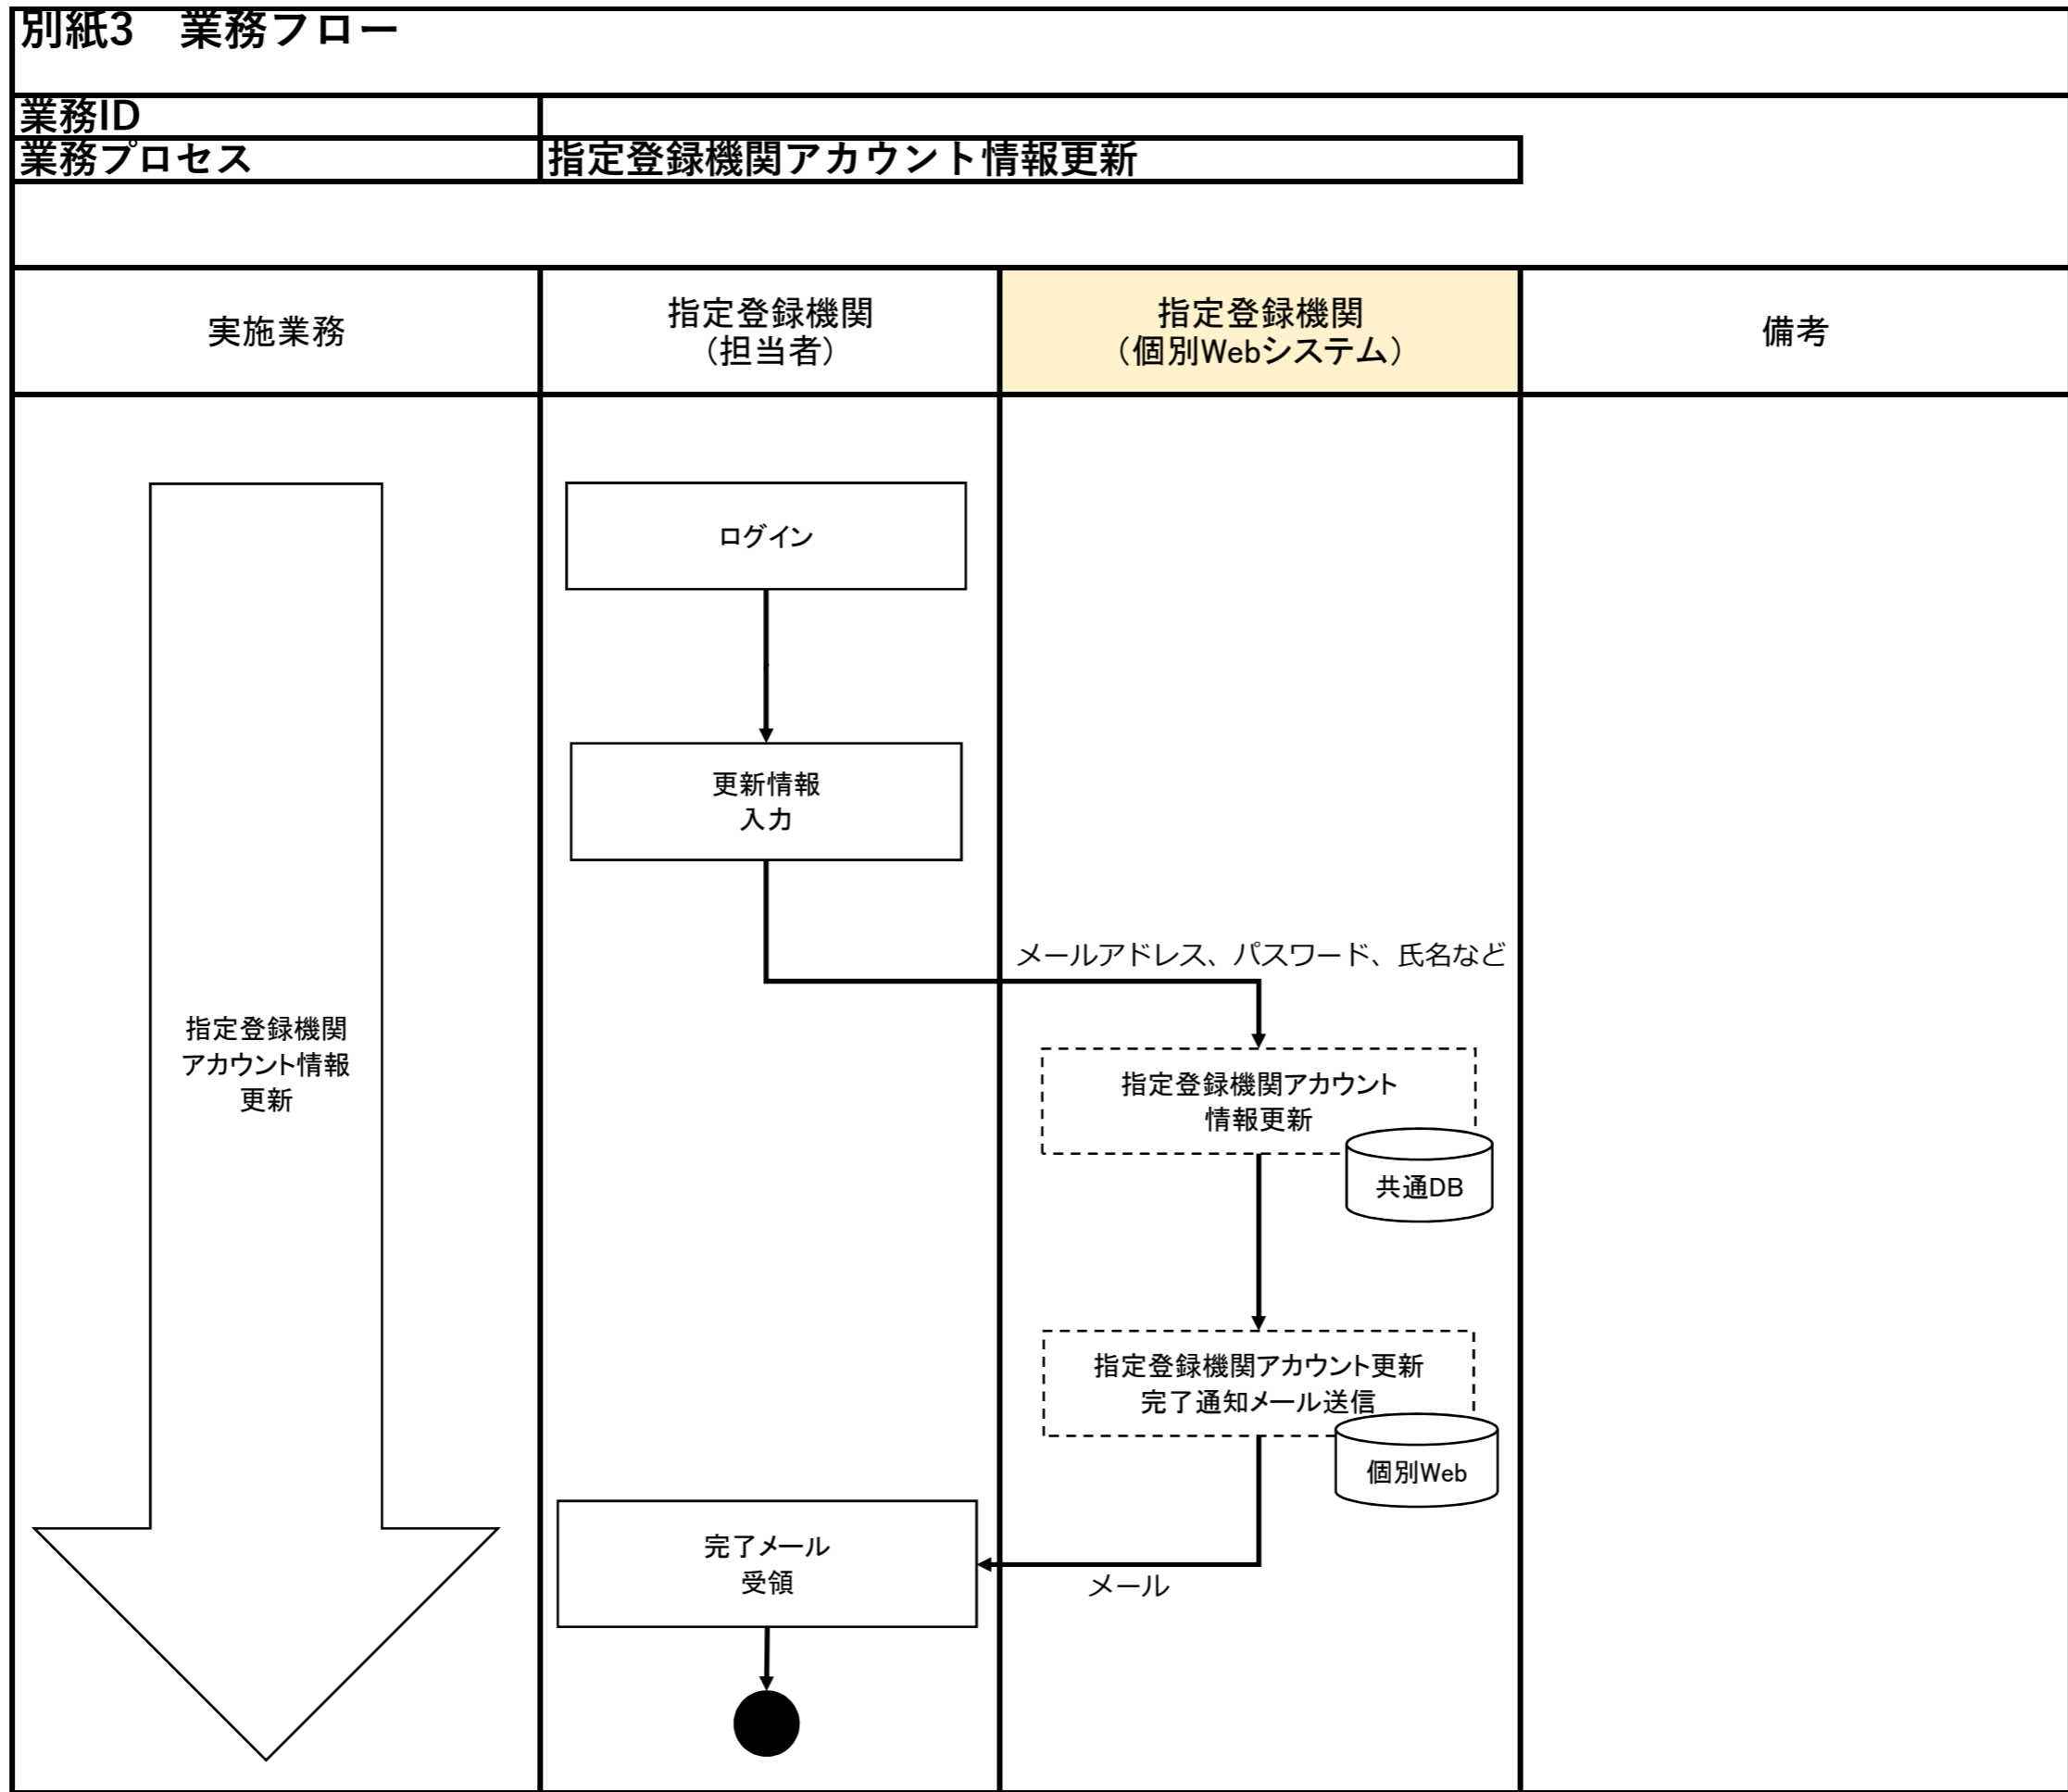 別紙3　業務フロー
業務ID
業務プロセス
指定登録機関アカウント情報更新
実施業務
指定登録機関
（担当者）
指定登録機関
（個別Webシステム）
備考
ログイン
更新情報
入力
メールアドレス、パスワード、氏名など
指定登録機関
アカウント情報
更新
指定登録機関アカウント
情報更新
共通DB
指定登録機関アカウント更新
完了通知メール送信
個別Web
完了メール
受領
メール